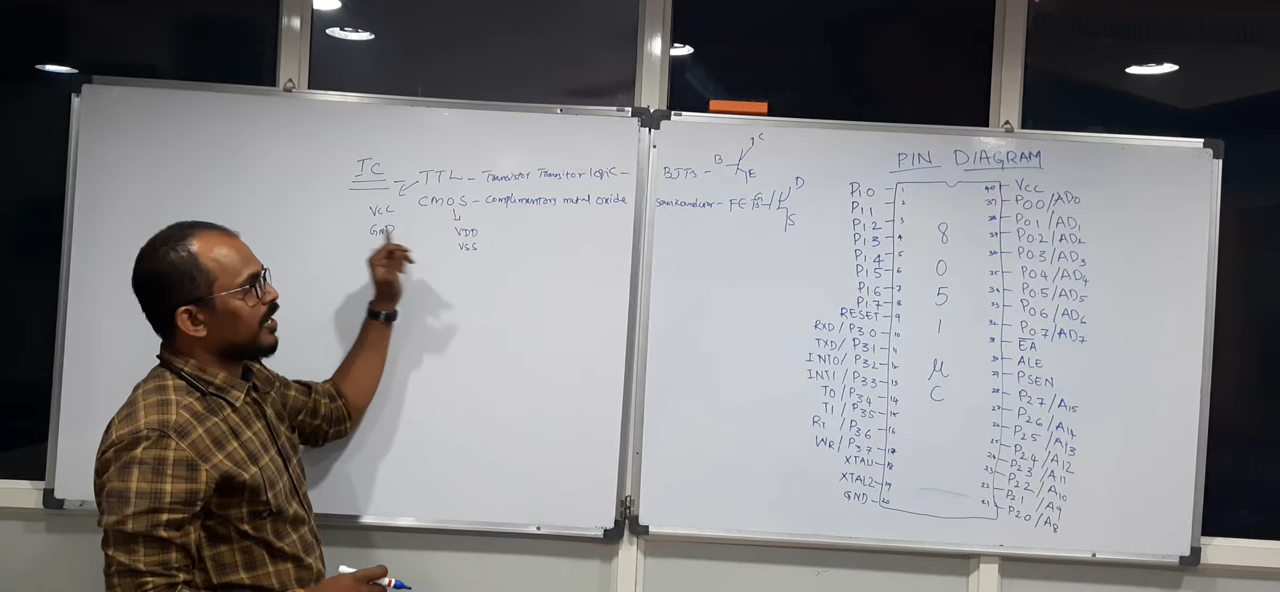 IC
TTL - Transistor Transitor logic - BJTs - B C E
CMOS - Complimentory metal oxide semiconductor - FETs - G D S
VCC
GND
VDD
VSS
PIN DIAGRAM
P1.0 1
2
P1.1 3
P1.2 4
P1.3 5
P1.4 6
P1.5 7
P1.6 8
P1.7
RESET 9
RXD/P3.0 10
TXD/P3.1 11
INT0/P3.2 12
INT1/P3.3 13
T0/P3.4 14
T1/P3.5 15
P3.6 16
WR/P3.7 17
XTAL1 18
XTAL2 19
GND 20
8
0
5
1
μ
C
40 VCC
39 P0.0/AD0
38 P0.1/AD1
P0.2/AD2
36 P0.3/AD3
35 P0.4/AD4
34 P0.5/AD5
33 P0.6/AD6
32 P0.7/AD7
31 EA
30 ALE
29 PSEN
28 P2.7/A15
27 P2.6/A14
26 P2.5/A13
25 P2.4/A12
24 P2.3/A11
23 P2.2/A10
22 P2.1/A9
21 P2.0/A8